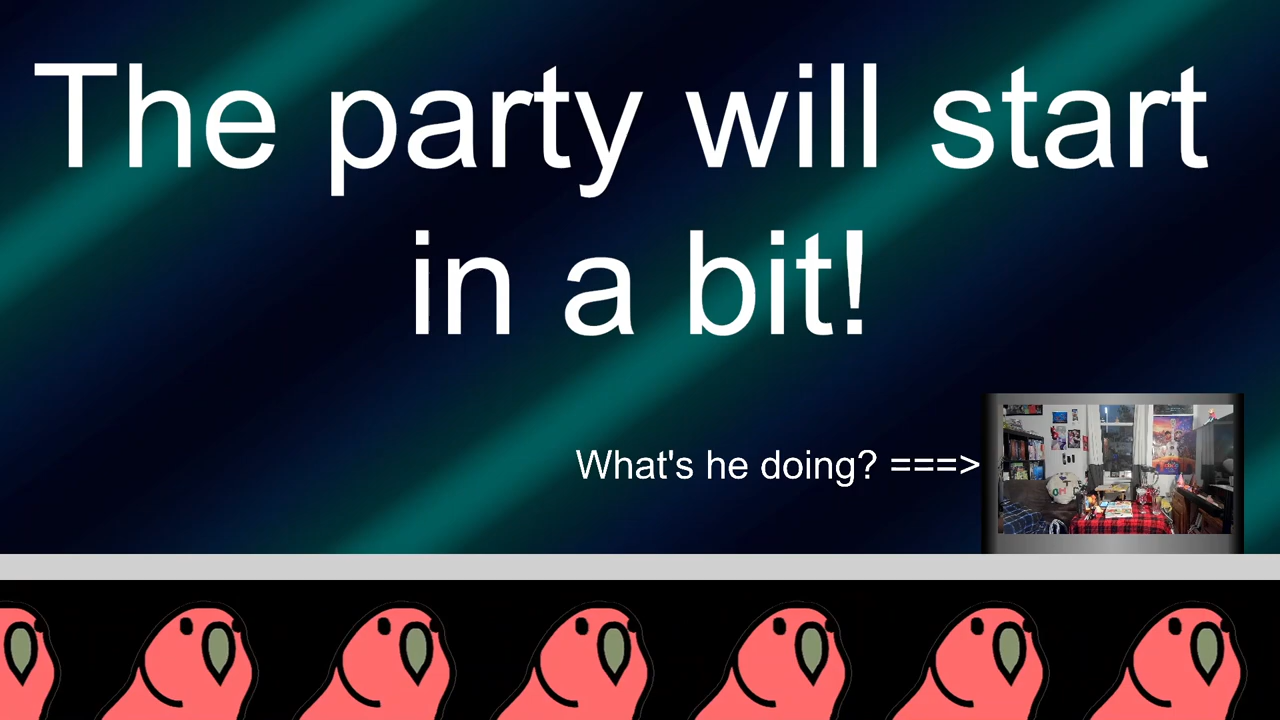 The party will start
in a bit!
What's he doing? ===>